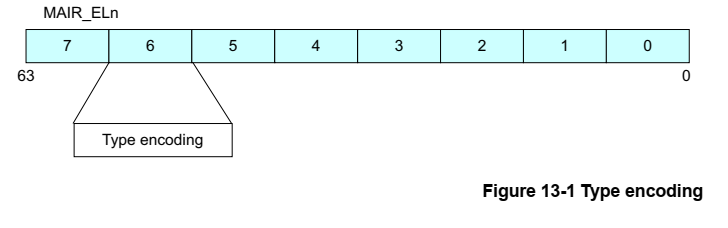 MAIR_ELn
7 6 5 4 3 2 1 0
63 0
Type encoding
Figure 13-1 Type encoding